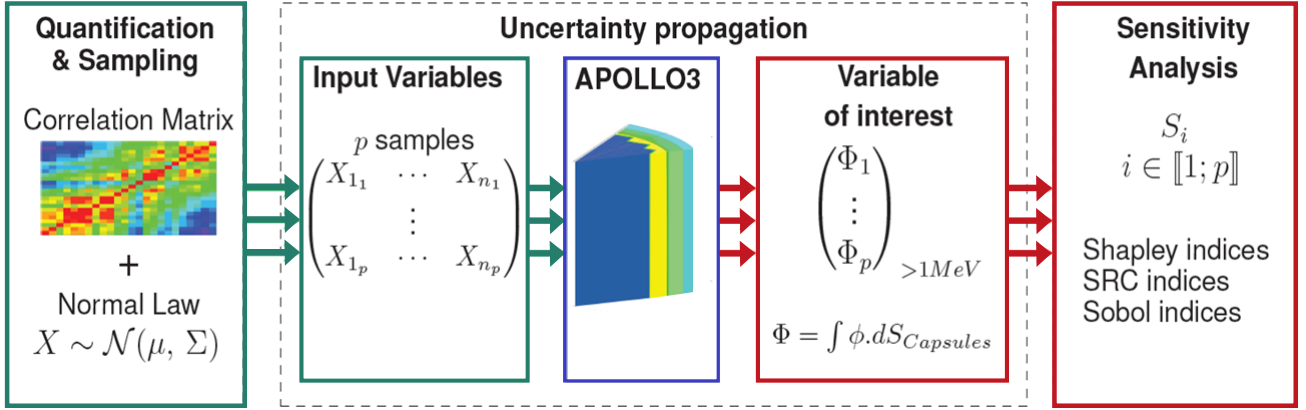 Quantification
& Sampling
Correlation Matrix
+
Normal Law
X ∼ 𝒩(μ, Σ)
Uncertainty propagation
Input Variables
p samples
X_{1_1} ⋯ X_{n_1}
⋮
X_{1_p} ⋯ X_{n_p}
APOLLO3
Variable
of interest
Φ_1
⋮
Φ_p
>1MeV
Φ = ∫ ϕ.dS_{Capsules}
Sensitivity
Analysis
S_i
i ∈ ⟦1; p⟧
Shapley indices
SRC indices
Sobol indices